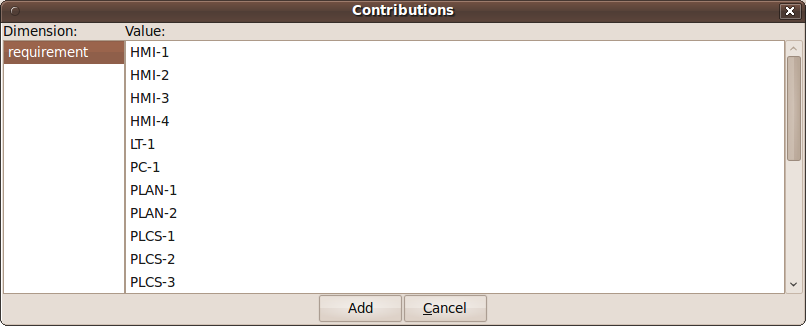 Contributions
Dimension: Value:
requirement
HMI-1
HMI-2
HMI-3
HMI-4
LT-1
PC-1
PLAN-1
PLAN-2
PLCS-1
PLCS-2
PLCS-3
Add Cancel